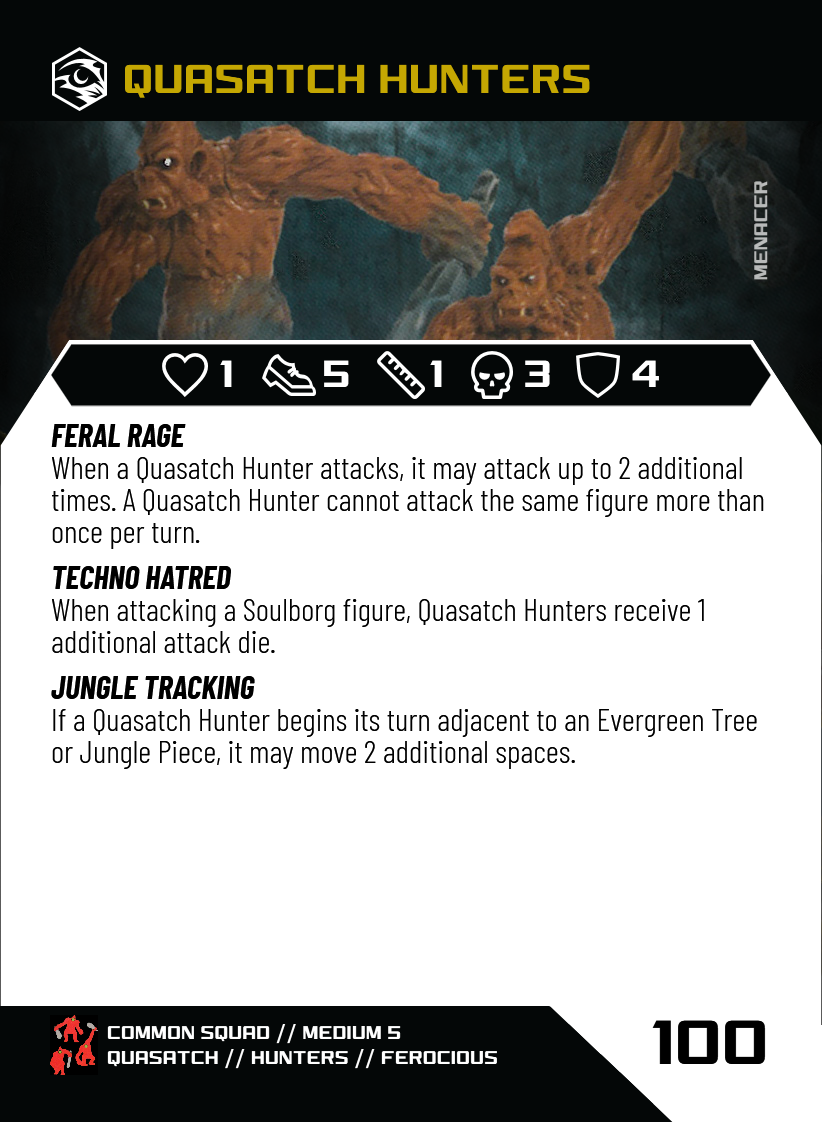 QUASATCH HUNTERS
MENACER
1 5 1 3 4
FERAL RAGE
When a Quasatch Hunter attacks, it may attack up to 2 additional
times. A Quasatch Hunter cannot attack the same figure more than
once per turn.
TECHNO HATRED
When attacking a Soulborg figure, Quasatch Hunters receive 1
additional attack die.
JUNGLE TRACKING
If a Quasatch Hunter begins its turn adjacent to an Evergreen Tree
or Jungle Piece, it may move 2 additional spaces.
COMMON SQUAD // MEDIUM 5
QUASATCH // HUNTERS // FEROCIOUS
100